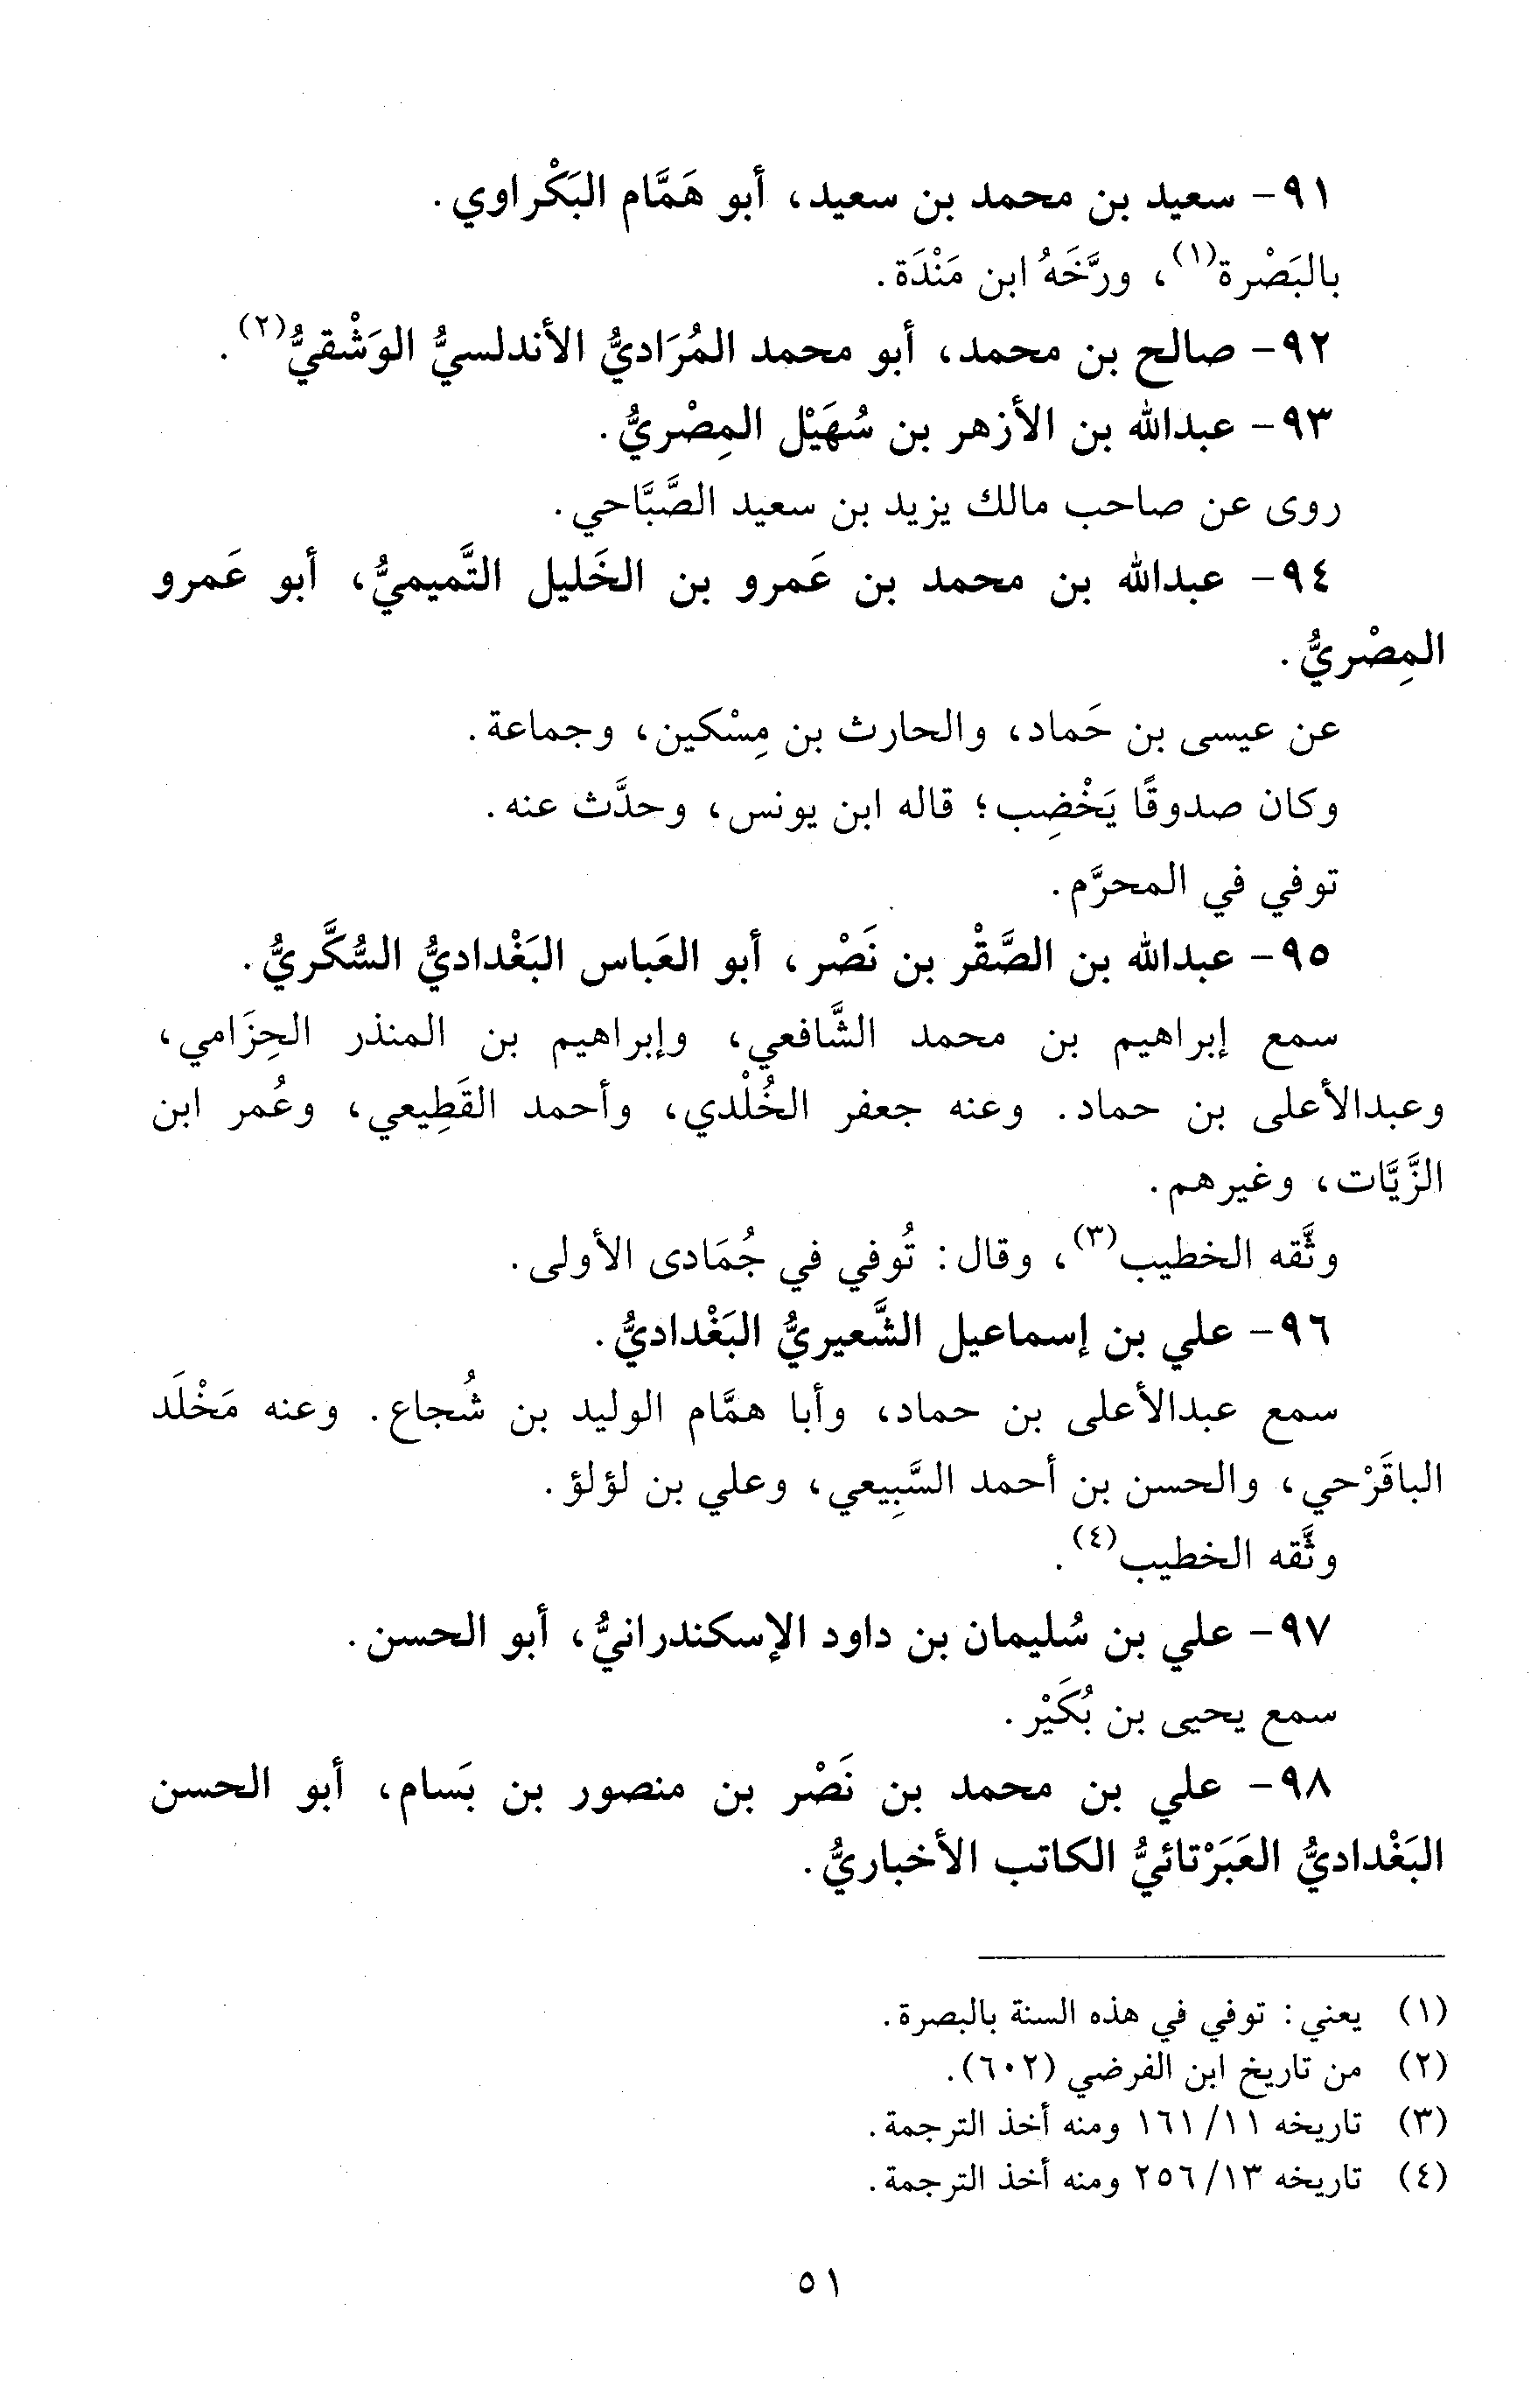 ٩١- سعيد بن محمد بن سعيد، أبو هَمَّام البَكْراوي.
بالبَصْرة(١)، ورَّخَهُ ابن مَنْدَة.
٩٢- صالح بن محمد، أبو محمد المُرَاديُّ الأندلسيُّ الوَشْقيُّ(٢).
٩٣- عبدالله بن الأزهر بن سُهَيْل المِصْريُّ.
روى عن صاحب مالك يزيد بن سعيد الصَّبَّاحي.
٩٤- عبدالله بن محمد بن عَمرو بن الخَليل التَّميميُّ، أبو عَمرو
المِصْريُّ.
عن عيسى بن حَماد، والحارث بن مِسْكين، وجماعة.
وكان صدوقًا يَخْضِب؛ قاله ابن يونس، وحدَّث عنه.
توفي في المحرَّم.
٩٥- عبدالله بن الصَّقْر بن نَصْر، أبو العَباس البَغْداديُّ السُّكَّريُّ.
سمع إبراهيم بن محمد الشَّافعي، وإبراهيم بن المنذر الحِزَامي،
وعبدالأعلى بن حماد. وعنه جعفر الخُلْدي، وأحمد القَطِيعي، وعُمر ابن
الزَّيَّات، وغيرهم.
وثَّقه الخطيب(٣)، وقال: تُوفي في جُمَادى الأولى.
٩٦- علي بن إسماعيل الشَّعيريُّ البَغْداديُّ.
سمع عبدالأعلى بن حماد، وأبا همَّام الوليد بن شُجاع. وعنه مَخْلَد
الباقَرْحي، والحسن بن أحمد السَّبِيعي، وعلي بن لؤلؤ.
وثَّقه الخطيب(٤).
٩٧- علي بن سُليمان بن داود الإسكندرانيُّ، أبو الحسن.
سمع يحيى بن بُكَيْر.
٩٨- علي بن محمد بن نَصْر بن منصور بن بَسام، أبو الحسن
البَغْداديُّ العَبَرْتائيُّ الكاتب الأخباريُّ.
(١) يعني: توفي في هذه السنة بالبصرة.
(٢) من تاريخ ابن الفرضي (٦٠٢).
(٣) تاريخه ١١/ ١٦١ ومنه أخذ الترجمة.
(٤) تاريخه ١٣/ ٢٥٦ ومنه أخذ الترجمة.
٥١